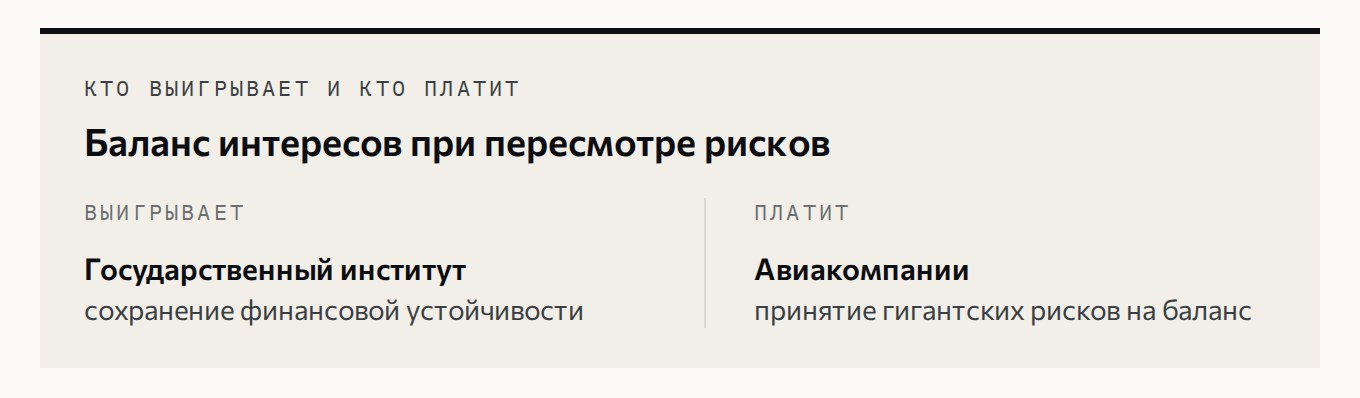 КТО ВЫИГРЫВАЕТ И КТО ПЛАТИТ
Баланс интересов при пересмотре рисков
ВЫИГРЫВАЕТ
Государственный институт
сохранение финансовой устойчивости
ПЛАТИТ
Авиакомпании
принятие гигантских рисков на баланс